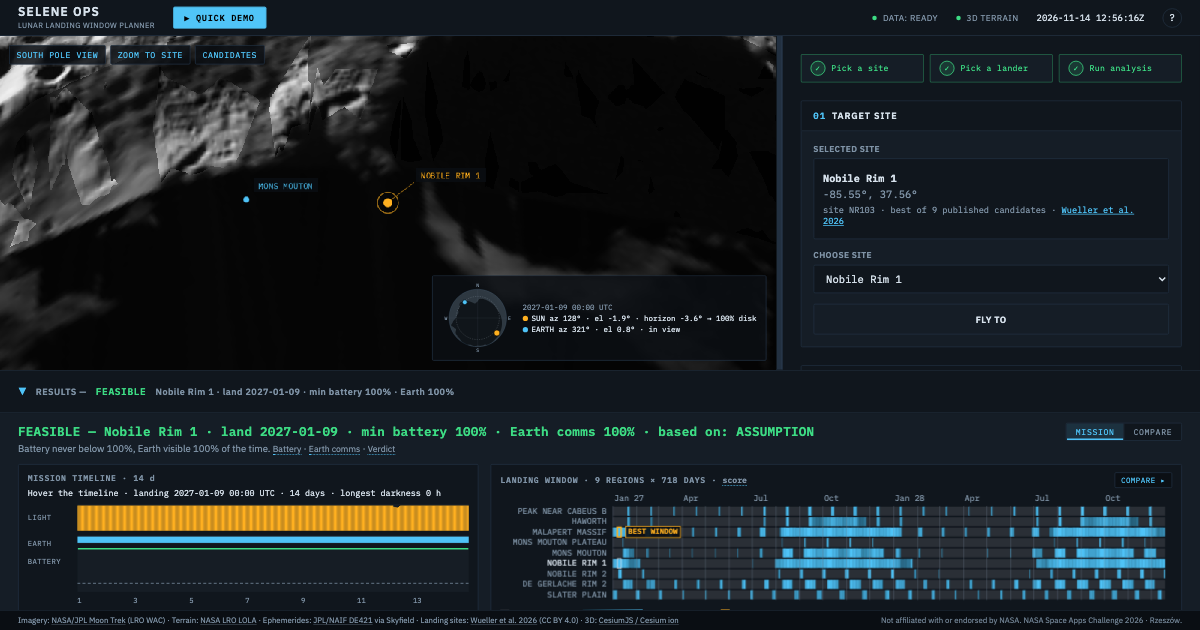 SELENE OPS
LUNAR LANDING WINDOW PLANNER
▶ QUICK DEMO
DATA: READY
3D TERRAIN
2026-11-14 12:56:16Z
?
SOUTH POLE VIEW
ZOOM TO SITE
CANDIDATES
MONS MOUTON
NOBILE RIM 1
2027-01-09 00:00 UTC
SUN az 128° · el -1.9° · horizon -3.6° → 100% disk
EARTH az 321° · el 0.8° · in view
N
W
E
S
✓ Pick a site
✓ Pick a lander
✓ Run analysis
01 TARGET SITE
SELECTED SITE
Nobile Rim 1
-85.55°, 37.56°
site NR103 · best of 9 published candidates · Wueller et al.
2026
CHOOSE SITE
Nobile Rim 1
FLY TO
▼ RESULTS — FEASIBLE Nobile Rim 1 · land 2027-01-09 · min battery 100% · Earth 100%
FEASIBLE — Nobile Rim 1 · land 2027-01-09 · min battery 100% · Earth comms 100% · based on: ASSUMPTION
Battery never below 100%, Earth visible 100% of the time. Battery · Earth comms · Verdict
MISSION
COMPARE
MISSION TIMELINE · 14 d
Hover the timeline · landing 2027-01-09 00:00 UTC · 14 days · longest darkness 0 h
LIGHT
EARTH
BATTERY
1 3 5 7 9 11 13
LANDING WINDOW · 9 REGIONS × 718 DAYS · score
COMPARE ▸
Jan 27 Apr Jul Oct Jan 28 Apr Jul Oct
PEAK NEAR CABEUS B
HAWORTH
MALAPERT MASSIF
BEST WINDOW
MONS MOUTON PLATEAU
MONS MOUTON
NOBILE RIM 1
NOBILE RIM 2
DE GERLACHE RIM 2
SLATER PLAIN
Imagery: NASA/JPL Moon Trek (LRO WAC) · Terrain: NASA LRO LOLA · Ephemerides: JPL/NAIF DE421 via Skyfield · Landing sites: Wueller et al. 2026 (CC BY 4.0) · 3D: CesiumJS / Cesium ion
Not affiliated with or endorsed by NASA. NASA Space Apps Challenge 2026 · Rzeszów.